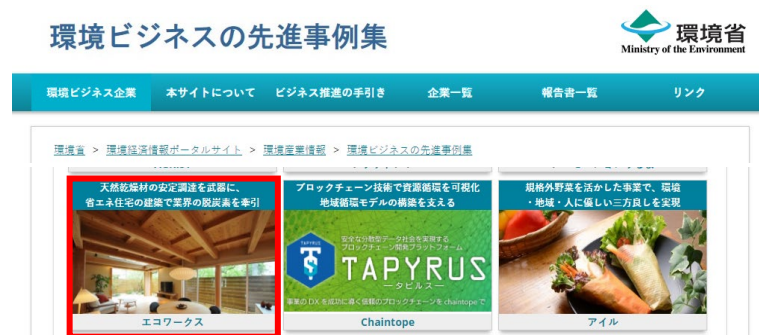 環境ビジネスの先進事例集
環境省
Ministry of the Environment
環境ビジネス企業 本サイトについて ビジネス推進の手引き 企業一覧 報告書一覧 リンク
環境省 > 環境経済情報ポータルサイト > 環境産業情報 > 環境ビジネスの先進事例集
天然乾燥材の安定調達を武器に、
省エネ住宅の建築で業界の脱炭素を牽引
エコワークス
ブロックチェーン技術で資源循環を可視化
地域循環モデルの構築を支える
安全な分散型データ社会を実現する
ブロックチェーン開発プラットフォーム
TAPYRUS
ータピルスー
事業のDXを成功に導く信頼のブロックチェーンを chaintope で
Chaintope
規格外野菜を活かした事業で、環境
・地域・人に優しい三方良しを実現
アイル